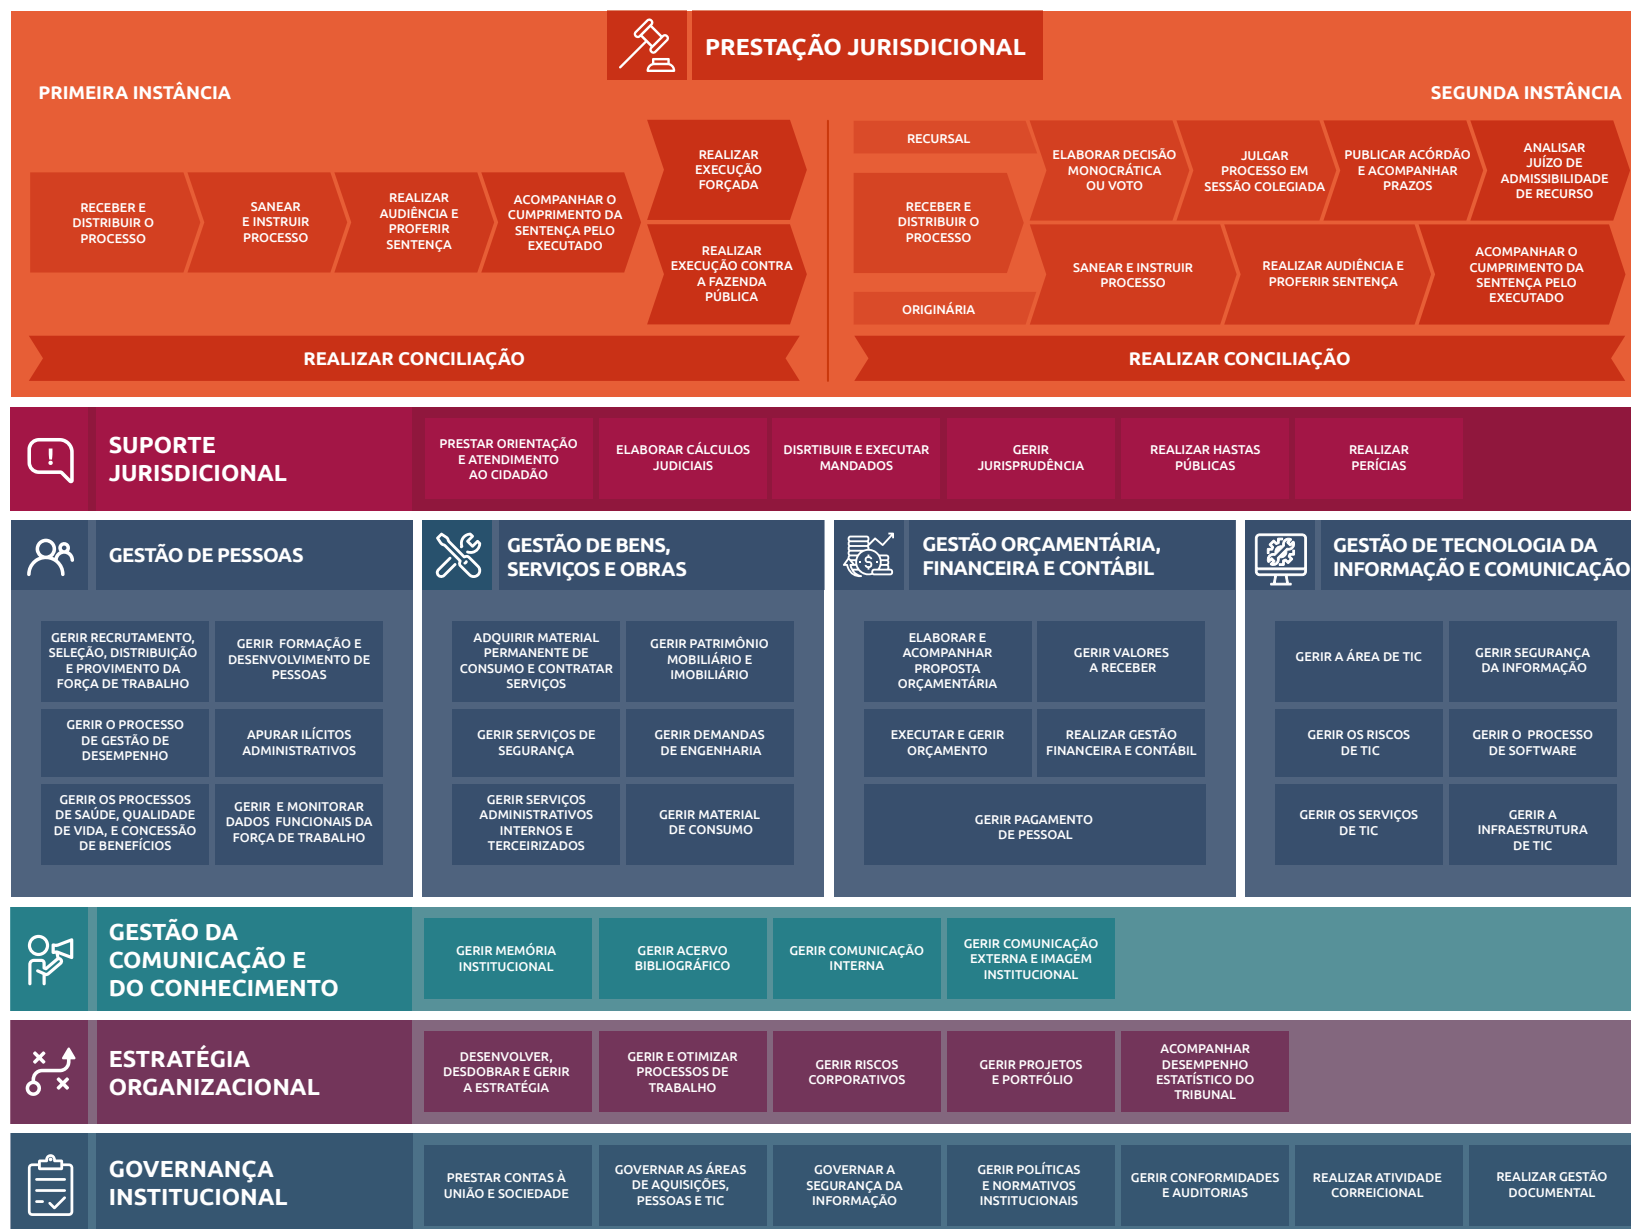 PRESTAÇÃO JURISDICIONAL
PRIMEIRA INSTÂNCIA
RECEBER E
DISTRIBUIR O
PROCESSO
SANEAR
E INSTRUIR
PROCESSO
REALIZAR
AUDIÊNCIA E
PROFERIR
SENTENÇA
ACOMPANHAR O
CUMPRIMENTO DA
SENTENÇA PELO
EXECUTADO
REALIZAR
EXECUÇÃO
FORÇADA
REALIZAR
EXECUÇÃO CONTRA
A FAZENDA
PÚBLICA
REALIZAR CONCILIAÇÃO
SEGUNDA INSTÂNCIA
RECURSAL
RECEBER E
DISTRIBUIR O
PROCESSO
ORIGINÁRIA
ELABORAR DECISÃO
MONOCRÁTICA
OU VOTO
JULGAR
PROCESSO EM
SESSÃO COLEGIADA
PUBLICAR ACÓRDÃO
E ACOMPANHAR
PRAZOS
ANALISAR
JUÍZO DE
ADMISSIBILIDADE
DE RECURSO
SANEAR E INSTRUIR
PROCESSO
REALIZAR AUDIÊNCIA E
PROFERIR SENTENÇA
ACOMPANHAR O
CUMPRIMENTO DA
SENTENÇA PELO
EXECUTADO
REALIZAR CONCILIAÇÃO
SUPORTE
JURISDICIONAL
PRESTAR ORIENTAÇÃO
E ATENDIMENTO
AO CIDADÃO
ELABORAR CÁLCULOS
JUDICIAIS
DISRTIBUIR E EXECUTAR
MANDADOS
GERIR
JURISPRUDÊNCIA
REALIZAR HASTAS
PÚBLICAS
REALIZAR
PERÍCIAS
GESTÃO DE PESSOAS
GERIR RECRUTAMENTO,
SELEÇÃO, DISTRIBUIÇÃO
E PROVIMENTO DA
FORÇA DE TRABALHO
GERIR FORMAÇÃO E
DESENVOLVIMENTO DE
PESSOAS
GERIR O PROCESSO
DE GESTÃO DE
DESEMPENHO
APURAR ILÍCITOS
ADMINISTRATIVOS
GERIR OS PROCESSOS
DE SAÚDE, QUALIDADE
DE VIDA, E CONCESSÃO
DE BENEFÍCIOS
GERIR E MONITORAR
DADOS FUNCIONAIS DA
FORÇA DE TRABALHO
GESTÃO DE BENS,
SERVIÇOS E OBRAS
ADQUIRIR MATERIAL
PERMANENTE DE
CONSUMO E CONTRATAR
SERVIÇOS
GERIR PATRIMÔNIO
MOBILIÁRIO E
IMOBILIÁRIO
GERIR SERVIÇOS DE
SEGURANÇA
GERIR DEMANDAS
DE ENGENHARIA
GERIR SERVIÇOS
ADMINISTRATIVOS
INTERNOS E
TERCEIRIZADOS
GERIR MATERIAL
DE CONSUMO
GESTÃO ORÇAMENTÁRIA,
FINANCEIRA E CONTÁBIL
ELABORAR E
ACOMPANHAR
PROPOSTA
ORÇAMENTÁRIA
GERIR VALORES
A RECEBER
EXECUTAR E GERIR
ORÇAMENTO
REALIZAR GESTÃO
FINANCEIRA E CONTÁBIL
GERIR PAGAMENTO
DE PESSOAL
GESTÃO DE TECNOLOGIA DA
INFORMAÇÃO E COMUNICAÇÃO
GERIR A ÁREA DE TIC
GERIR SEGURANÇA
DA INFORMAÇÃO
GERIR OS RISCOS
DE TIC
GERIR O PROCESSO
DE SOFTWARE
GERIR OS SERVIÇOS
DE TIC
GERIR A
INFRAESTRUTURA
DE TIC
GESTÃO DA
COMUNICAÇÃO E
DO CONHECIMENTO
GERIR MEMÓRIA
INSTITUCIONAL
GERIR ACERVO
BIBLIOGRÁFICO
GERIR COMUNICAÇÃO
INTERNA
GERIR COMUNICAÇÃO
EXTERNA E IMAGEM
INSTITUCIONAL
ESTRATÉGIA
ORGANIZACIONAL
DESENVOLVER,
DESDOBRAR E GERIR
A ESTRATÉGIA
GERIR E OTIMIZAR
PROCESSOS DE
TRABALHO
GERIR RISCOS
CORPORATIVOS
GERIR PROJETOS
E PORTFÓLIO
ACOMPANHAR
DESEMPENHO
ESTATÍSTICO DO
TRIBUNAL
GOVERNANÇA
INSTITUCIONAL
PRESTAR CONTAS À
UNIÃO E SOCIEDADE
GOVERNAR AS ÁREAS
DE AQUISIÇÕES,
PESSOAS E TIC
GOVERNAR A
SEGURANÇA DA
INFORMAÇÃO
GERIR POLÍTICAS
E NORMATIVOS
INSTITUCIONAIS
GERIR CONFORMIDADES
E AUDITORIAS
REALIZAR ATIVIDADE
CORREICIONAL
REALIZAR GESTÃO
DOCUMENTAL